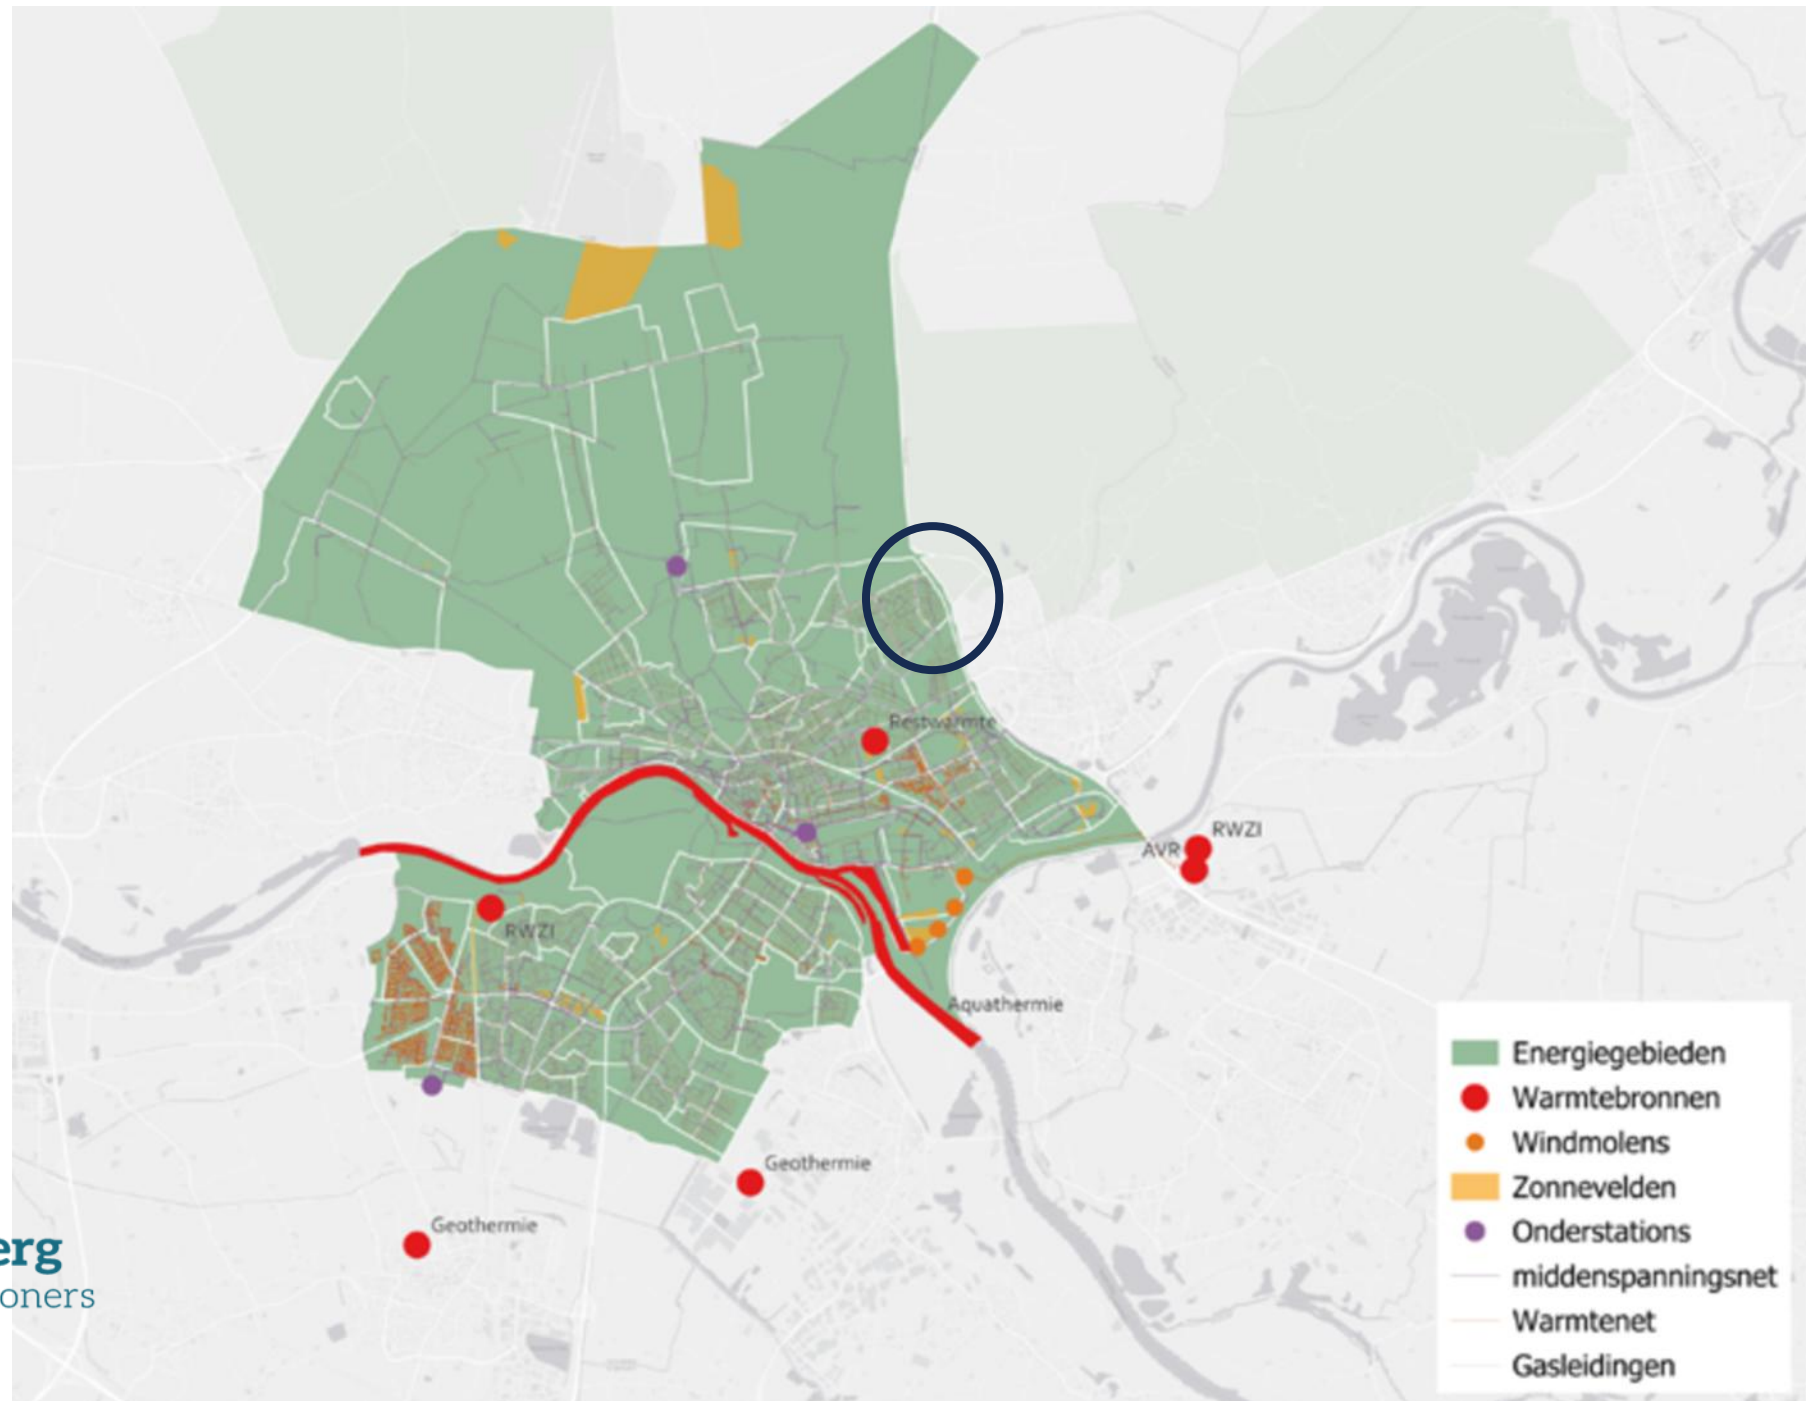 Restwarmte
RWZI
AVR
RWZI
Aquathermie
Geothermie
Geothermie
erg
oners
Energiegebieden
Warmtebronnen
Windmolens
Zonnevelden
Onderstations
middenspanningsnet
Warmtenet
Gasleidingen